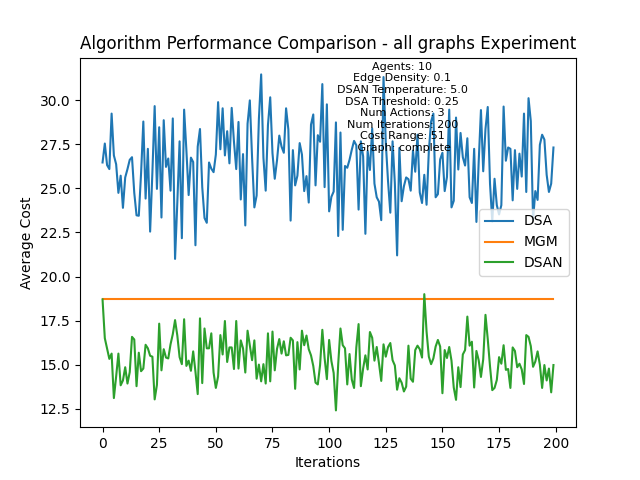 Algorithm Performance Comparison - all graphs Experiment
Agents: 10
Edge Density: 0.1
DSAN Temperature: 5.0
DSA Threshold: 0.25
Num Actions: 3
Num Iterations: 200
Cost Range: 51
Graph: complete
30.0
27.5
25.0
22.5
20.0
17.5
15.0
12.5
Average Cost
DSA
MGM
DSAN
0 25 50 75 100 125 150 175 200
Iterations